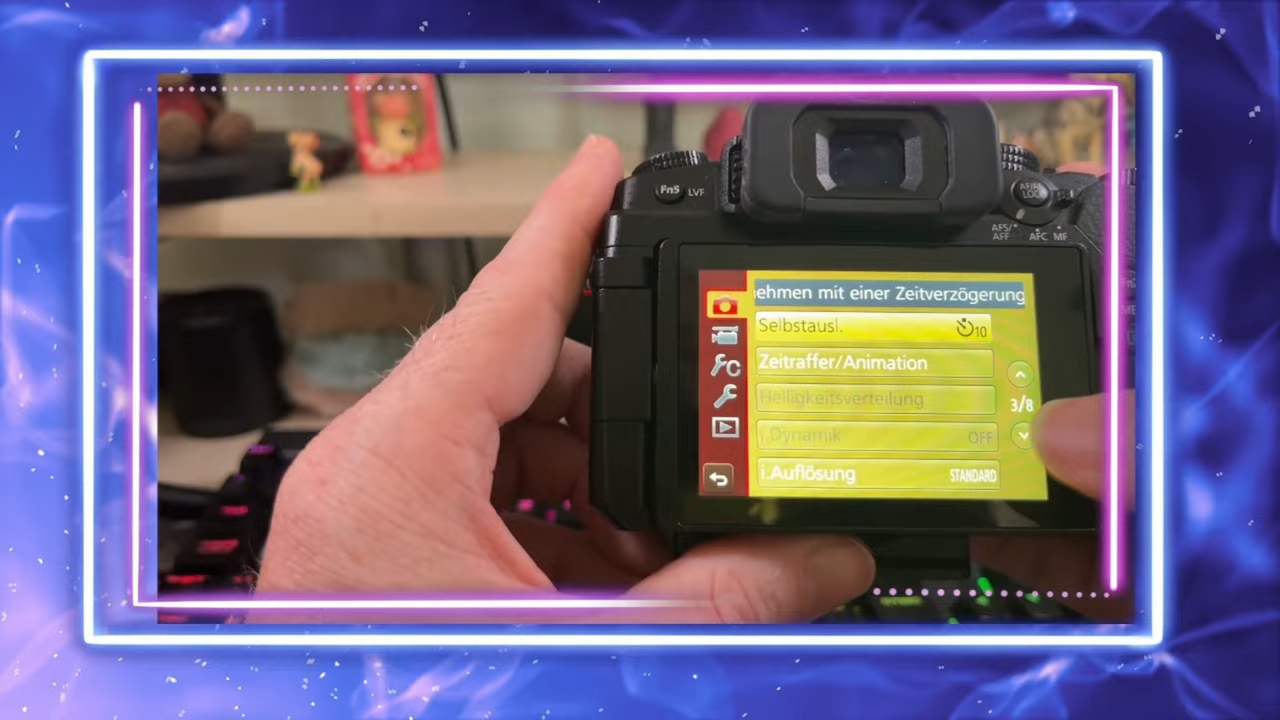 Fn5 LVF
AF/AE
LOCK
AFS/
AFF AFC MF
ehmen mit einer Zeitverzögerung
Selbstausl. 10
Zeitraffer/Animation
Helligkeitsverteilung
3/8
i.Dynamik OFF
i.Auflösung STANDARD